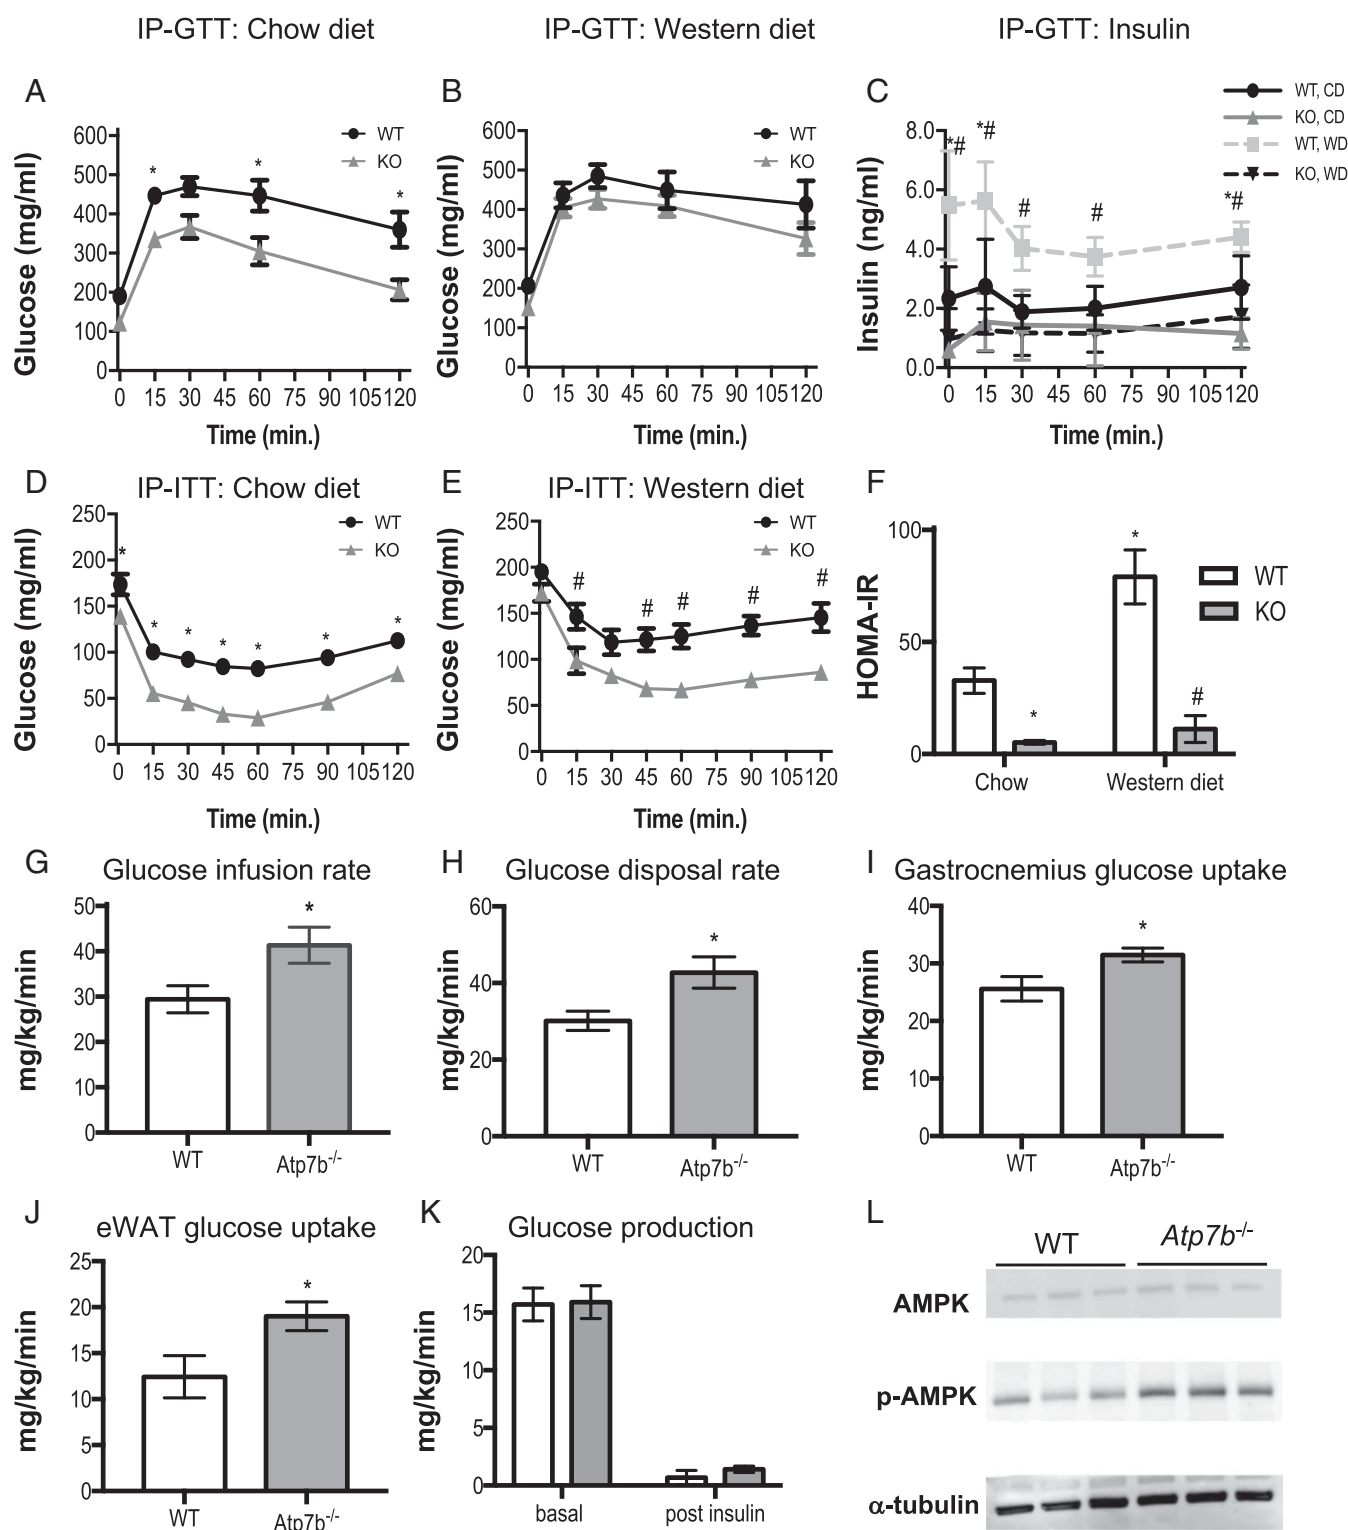 IP-GTT: Chow diet
IP-GTT: Western diet
IP-GTT: Insulin
A
Glucose (mg/ml)
600
500
400
300
200
100
0
* * *
WT
KO
0 15 30 45 60 75 90 105 120
Time (min.)
B
Glucose (mg/ml)
600
500
400
300
200
100
0
WT
KO
0 15 30 45 60 75 90 105 120
Time (min.)
C
Insulin (ng/ml)
8.0
6.0
4.0
2.0
0.0
*# *# # # *#
WT, CD
KO, CD
WT, WD
KO, WD
0 15 30 45 60 75 90 105 120
Time (min.)
D
IP-ITT: Chow diet
Glucose (mg/ml)
250
200
150
100
50
0
* * * * * * *
WT
KO
0 15 30 45 60 75 90 105 120
Time (min.)
E
IP-ITT: Western diet
Glucose (mg/ml)
250
200
150
100
50
0
# # # # #
WT
KO
0 15 30 45 60 75 90 105 120
Time (min.)
F
HOMA-IR
100
50
0
* * #
WT
KO
Chow
Western diet
G
Glucose infusion rate
mg/kg/min
50
40
30
20
10
0
*
WT
Atp7b-/-
H
Glucose disposal rate
mg/kg/min
60
40
20
0
*
WT
Atp7b-/-
I
Gastrocnemius glucose uptake
mg/kg/min
40
30
20
10
0
*
WT
Atp7b-/-
J
eWAT glucose uptake
mg/kg/min
25
20
15
10
5
0
*
WT
Atp7b-/-
K
Glucose production
mg/kg/min
20
15
10
5
0
basal
post insulin
L
WT
Atp7b-/-
AMPK
p-AMPK
α-tubulin